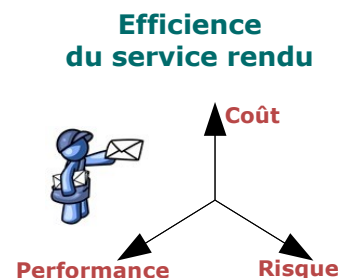 Efficience
du service rendu
Coût
Performance
Risque